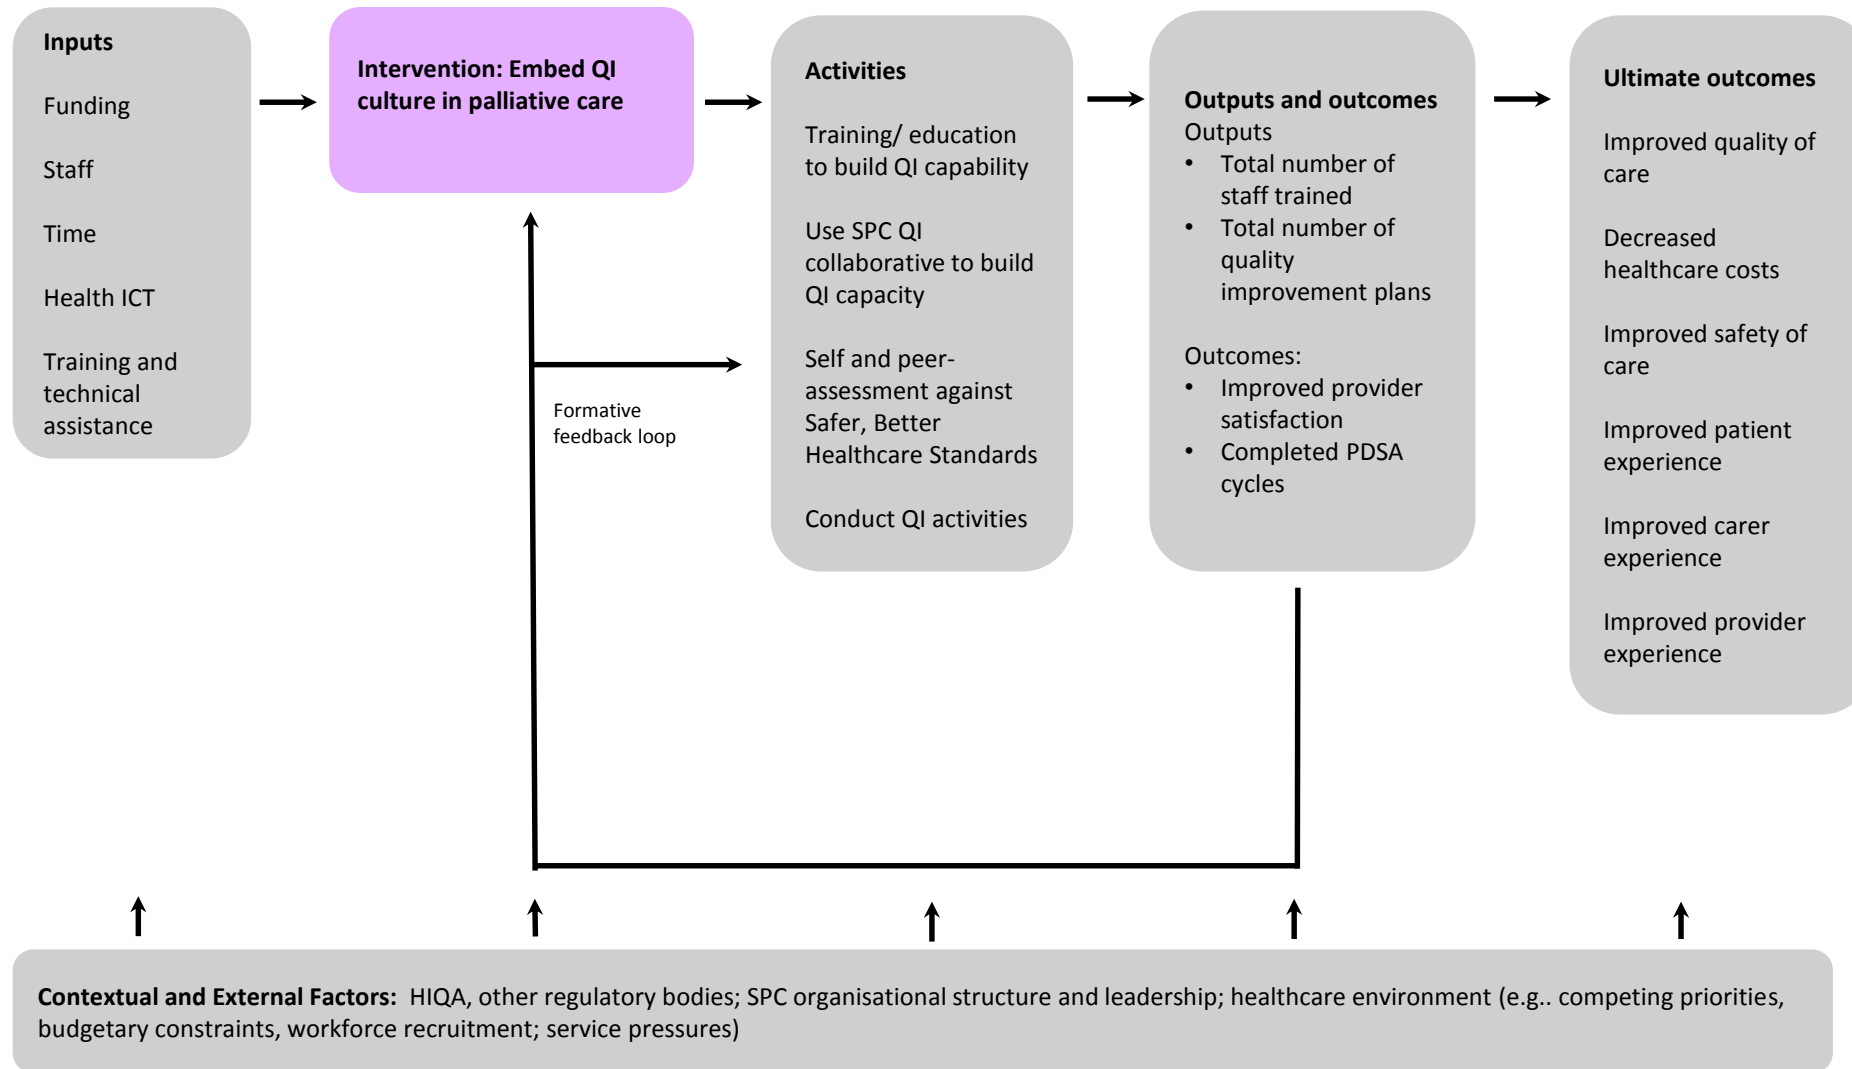 Inputs
Funding
Staff
Time
Health ICT
Training and
technical
assistance
Intervention: Embed QI
culture in palliative care
Formative
feedback loop
Activities
Training/ education
to build QI capability
Use SPC QI
collaborative to build
QI capacity
Self and peer-
assessment against
Safer, Better
Healthcare Standards
Conduct QI activities
Outputs and outcomes
Outputs
• Total number of
staff trained
• Total number of
quality
improvement plans
Outcomes:
• Improved provider
satisfaction
• Completed PDSA
cycles
Ultimate outcomes
Improved quality of
care
Decreased
healthcare costs
Improved safety of
care
Improved patient
experience
Improved carer
experience
Improved provider
experience
Contextual and External Factors: HIQA, other regulatory bodies; SPC organisational structure and leadership; healthcare environment (e.g.. competing priorities,
budgetary constraints, workforce recruitment; service pressures)